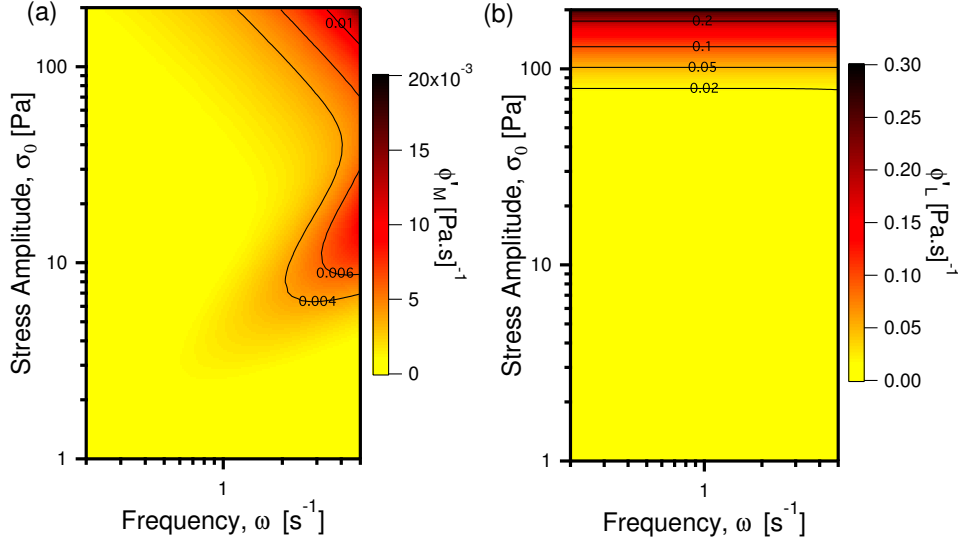 (a)
0.01
100
10
1
1
0.006
0.004
Stress Amplitude, σ0 [Pa]
Frequency, ω [s-1]
20x10-3
15
10
5
0
ϕ'M [Pa.s]-1
(b)
0.2
0.1
0.05
0.02
100
10
1
1
Stress Amplitude, σ0 [Pa]
Frequency, ω [s-1]
0.30
0.25
0.20
0.15
0.10
0.05
0.00
ϕ'L [Pa.s]-1